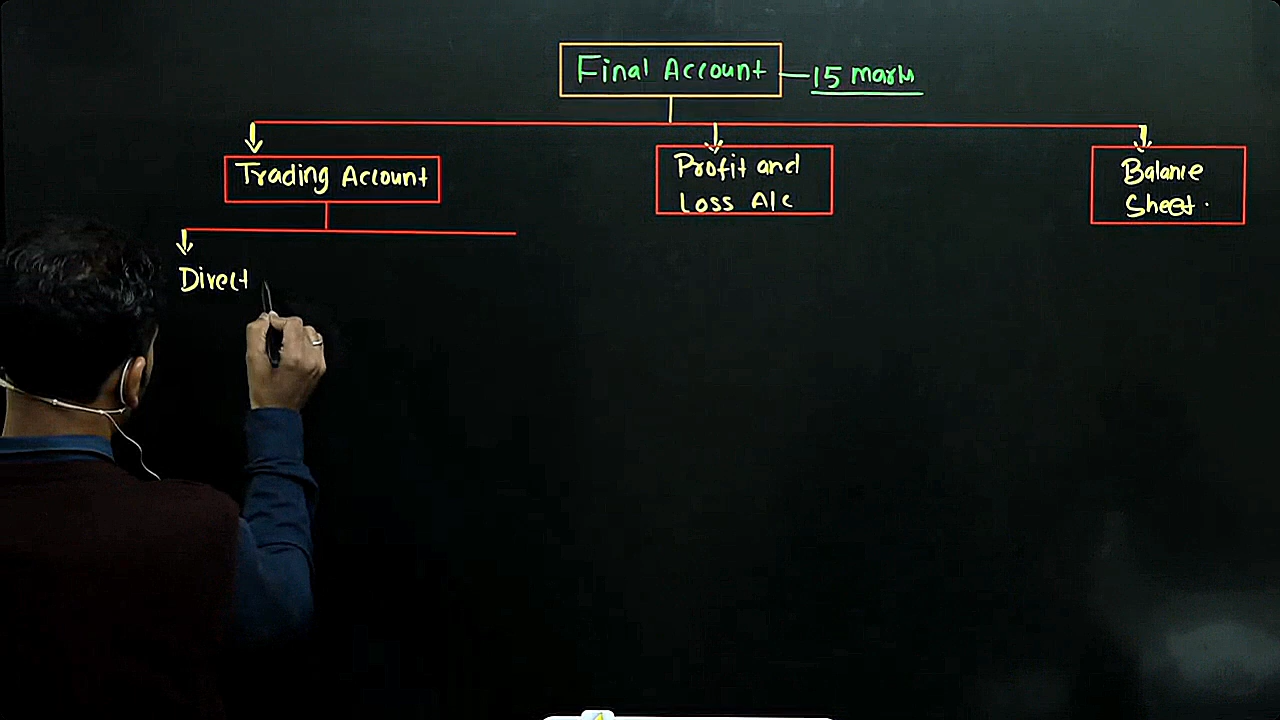 Final Account — 15 marks
Trading Account
Profit and
Loss A/c
Balance
Sheet.
Direct